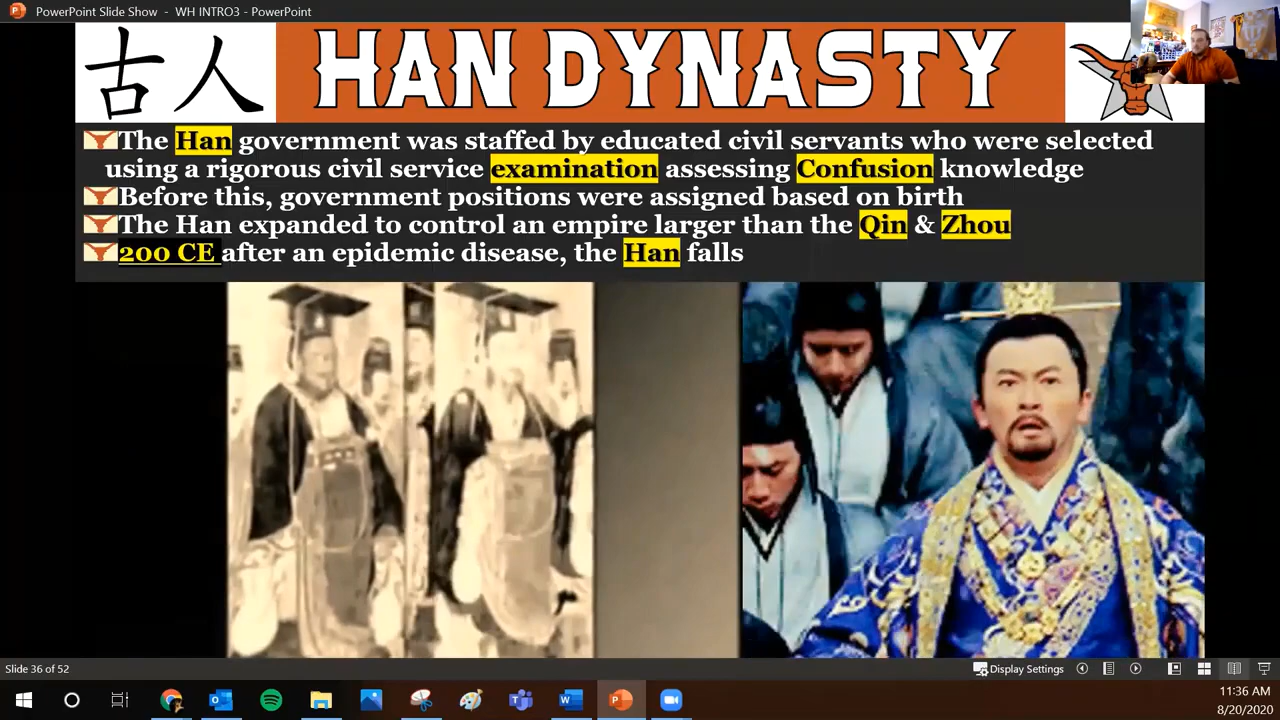 PowerPoint Slide Show - WH INTRO3 - PowerPoint
古人
HAN DYNASTY
The Han government was staffed by educated civil servants who were selected
using a rigorous civil service examination assessing Confusion knowledge
Before this, government positions were assigned based on birth
The Han expanded to control an empire larger than the Qin & Zhou
200 CE after an epidemic disease, the Han falls
Slide 36 of 52
Display Settings
11:36 AM
8/20/2020